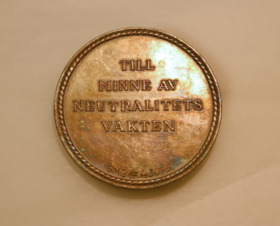 TILL
MINNE AV
NEUTRALITETS
VAKTEN